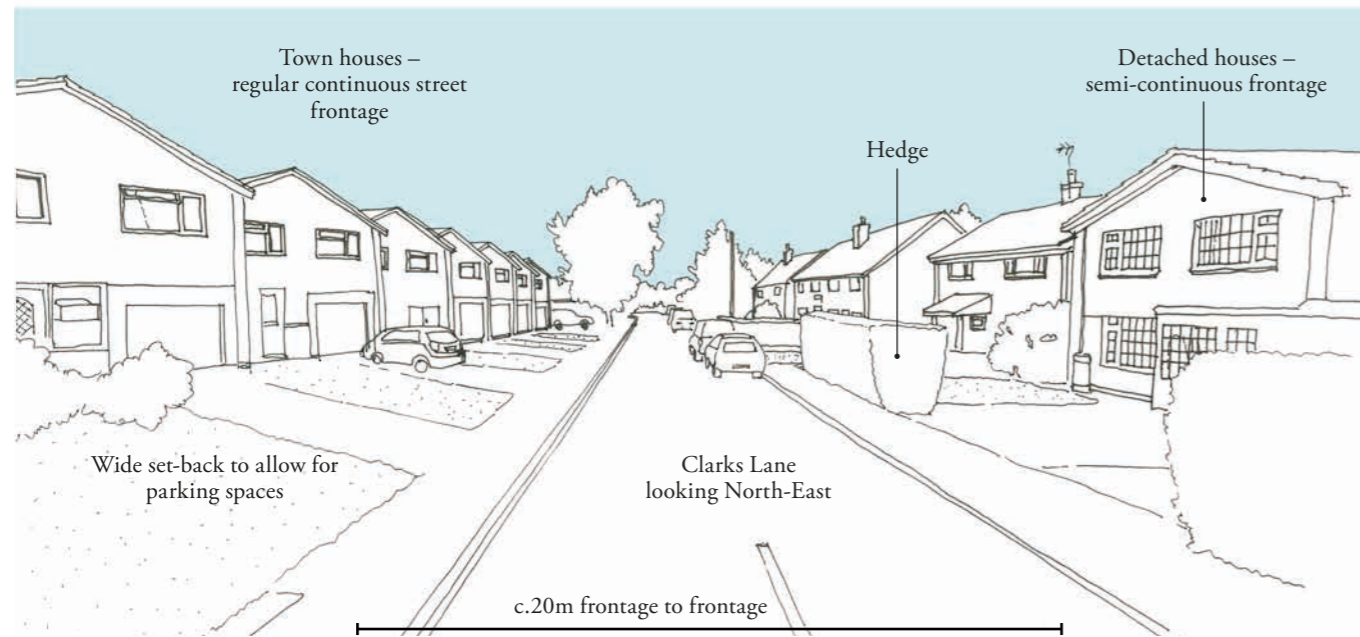 Town houses –
regular continuous street
frontage
Detached houses –
semi-continuous frontage
Hedge
Wide set-back to allow for
parking spaces
Clarks Lane
looking North-East
c.20m frontage to frontage